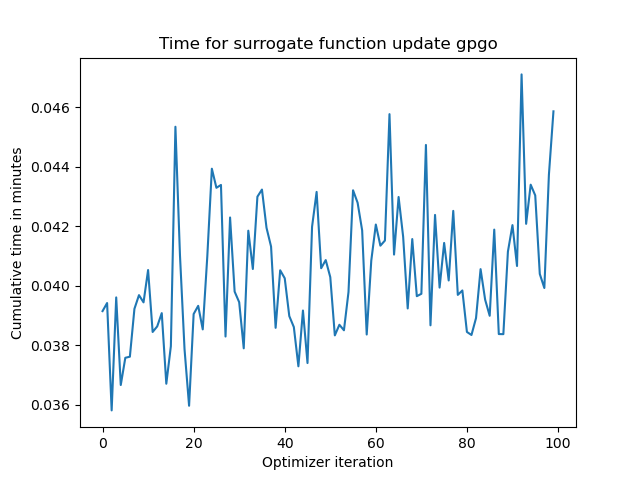 Time for surrogate function update gpgo
Cumulative time in minutes
0.046
0.044
0.042
0.040
0.038
0.036
0 20 40 60 80 100
Optimizer iteration